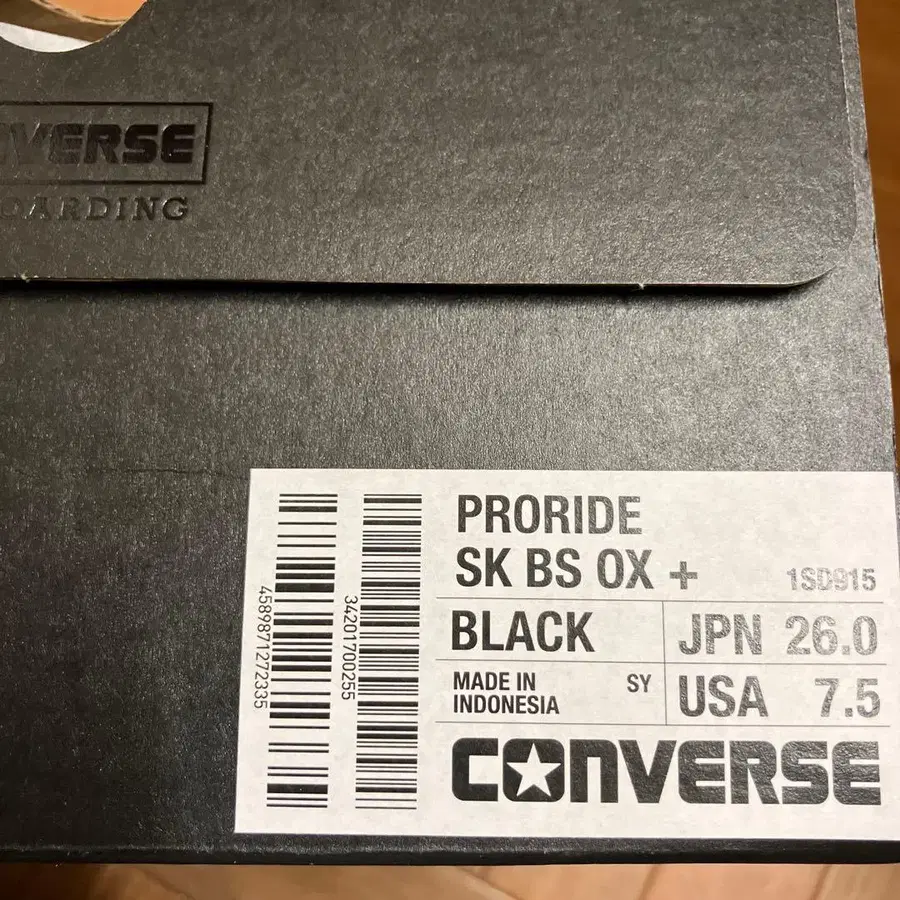 NVERSE
OARDING
PRORIDE
SK BS OX +
1SD915
BLACK
JPN 26.0
MADE IN
INDONESIA
SY
USA 7.5
CONVERSE
4589871272335
34201700255